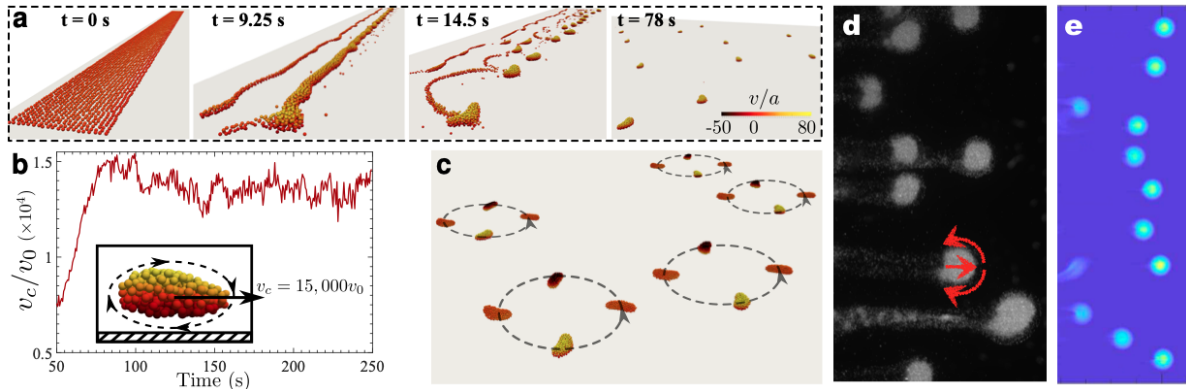 a
t = 0 s
t = 9.25 s
t = 14.5 s
t = 78 s
v/a
-50 0 80
b
v_c/v_0 (×10^4)
1.5
1
0.5
v_c = 15,000v_0
50 100 150 200 250
Time (s)
c
d
e